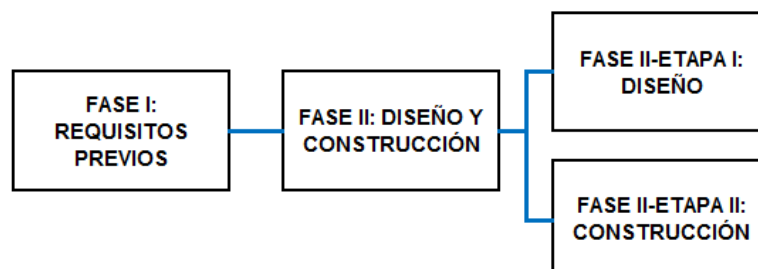 FASE I:
REQUISITOS
PREVIOS
FASE II: DISEÑO Y
CONSTRUCCIÓN
FASE II-ETAPA I:
DISEÑO
FASE II-ETAPA II:
CONSTRUCCIÓN